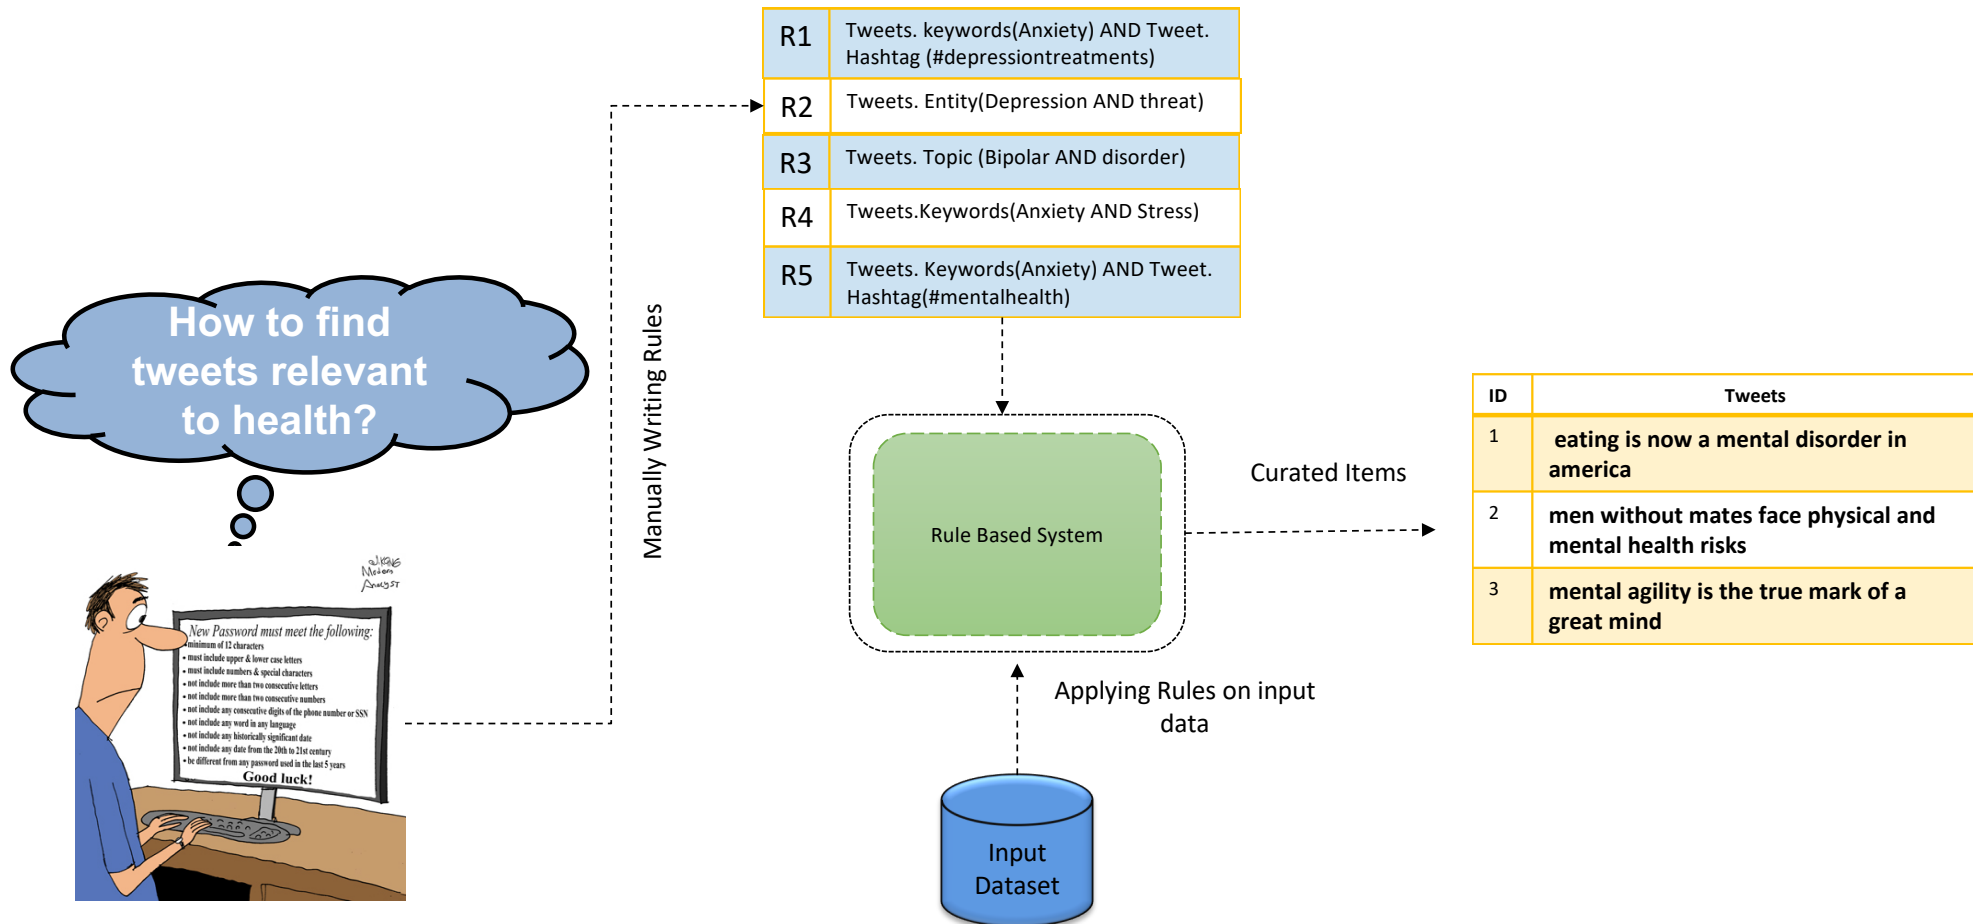 R1
Tweets. keywords(Anxiety) AND Tweet.
Hashtag (#depressiontreatments)
R2
Tweets. Entity(Depression AND threat)
R3
Tweets. Topic (Bipolar AND disorder)
R4
Tweets.Keywords(Anxiety AND Stress)
R5
Tweets. Keywords(Anxiety) AND Tweet.
Hashtag(#mentalhealth)
How to find
tweets relevant
to health?
Manually Writing Rules
Rule Based System
Curated Items
ID
Tweets
1
eating is now a mental disorder in
america
2
men without mates face physical and
mental health risks
3
mental agility is the true mark of a
great mind
Applying Rules on input
data
Input
Dataset
Modern
Analyst
New Password must meet the following:
• minimum of 12 characters
• must include upper & lower case letters
• must include numbers & special characters
• not include more than two consecutive letters
• not include more than two consecutive numbers
• not include any consecutive digits of the phone number or SSN
• not include any word in any language
• not include any historically significant date
• not include any date from the 20th to 21st century
• be different from any password used in the last 5 years
Good luck!